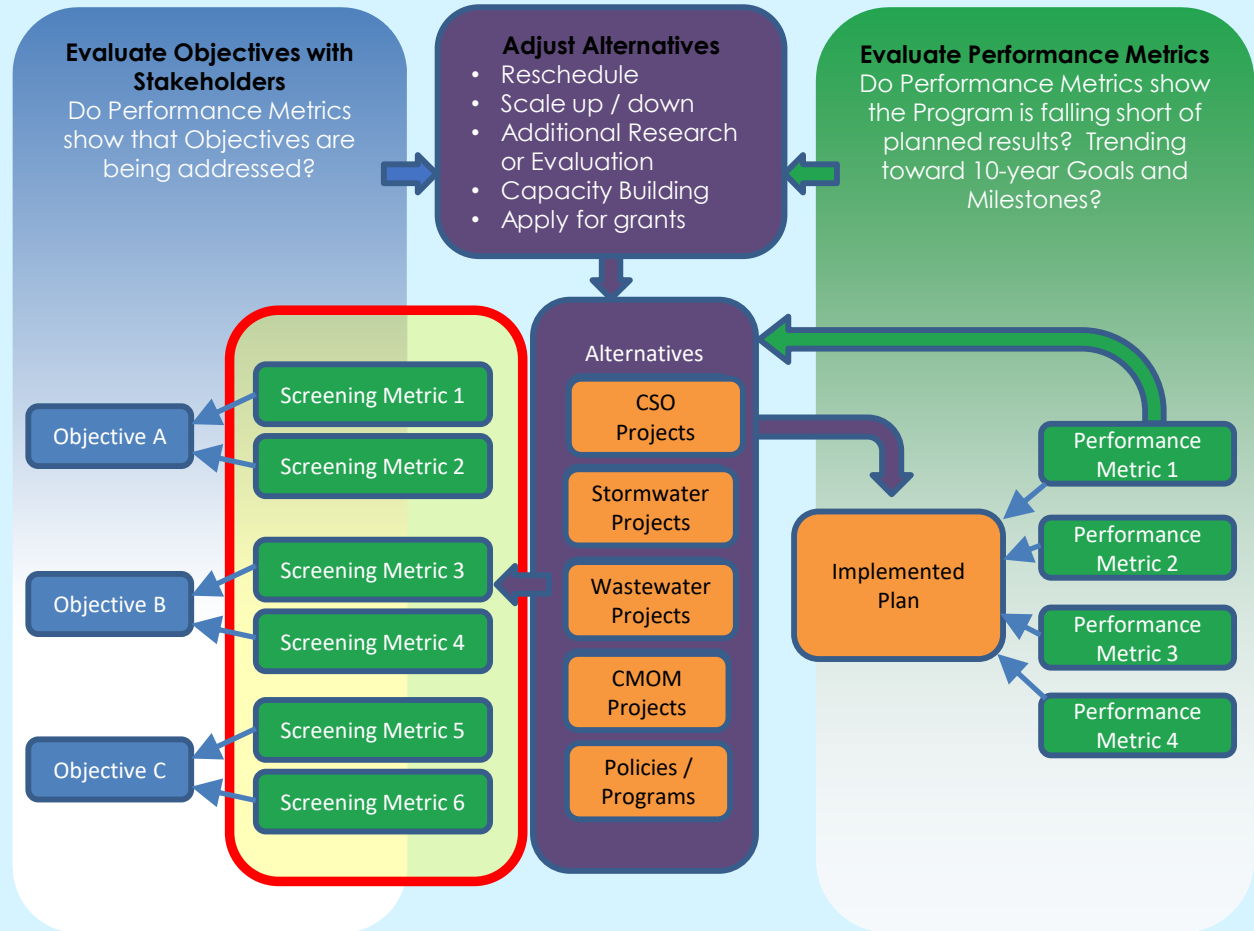 Evaluate Objectives with
Stakeholders
Do Performance Metrics
show that Objectives are
being addressed?
Adjust Alternatives
• Reschedule
• Scale up / down
• Additional Research
or Evaluation
• Capacity Building
• Apply for grants
Evaluate Performance Metrics
Do Performance Metrics show
the Program is falling short of
planned results? Trending
toward 10-year Goals and
Milestones?
Objective A
Objective B
Objective C
Screening Metric 1
Screening Metric 2
Screening Metric 3
Screening Metric 4
Screening Metric 5
Screening Metric 6
Alternatives
CSO
Projects
Stormwater
Projects
Wastewater
Projects
CMOM
Projects
Policies /
Programs
Implemented
Plan
Performance
Metric 1
Performance
Metric 2
Performance
Metric 3
Performance
Metric 4